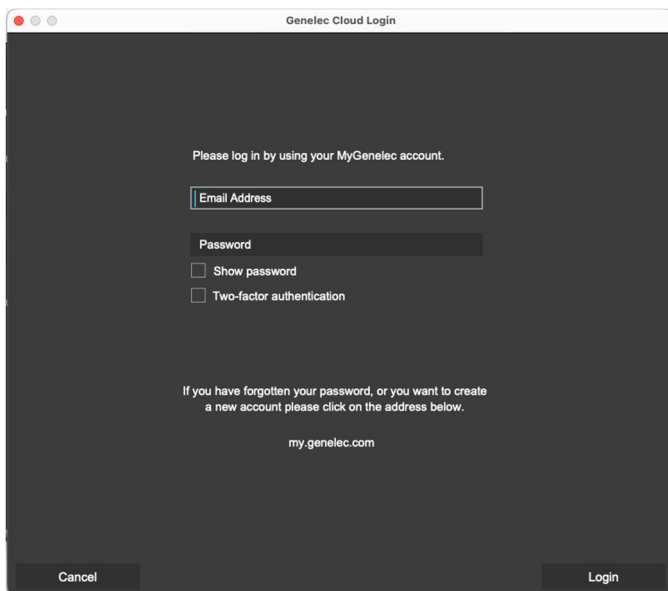 Genelec Cloud Login
Please log in by using your MyGenelec account.
Email Address
Password
Show password
Two-factor authentication
If you have forgotten your password, or you want to create
a new account please click on the address below.
my.genelec.com
Cancel
Login